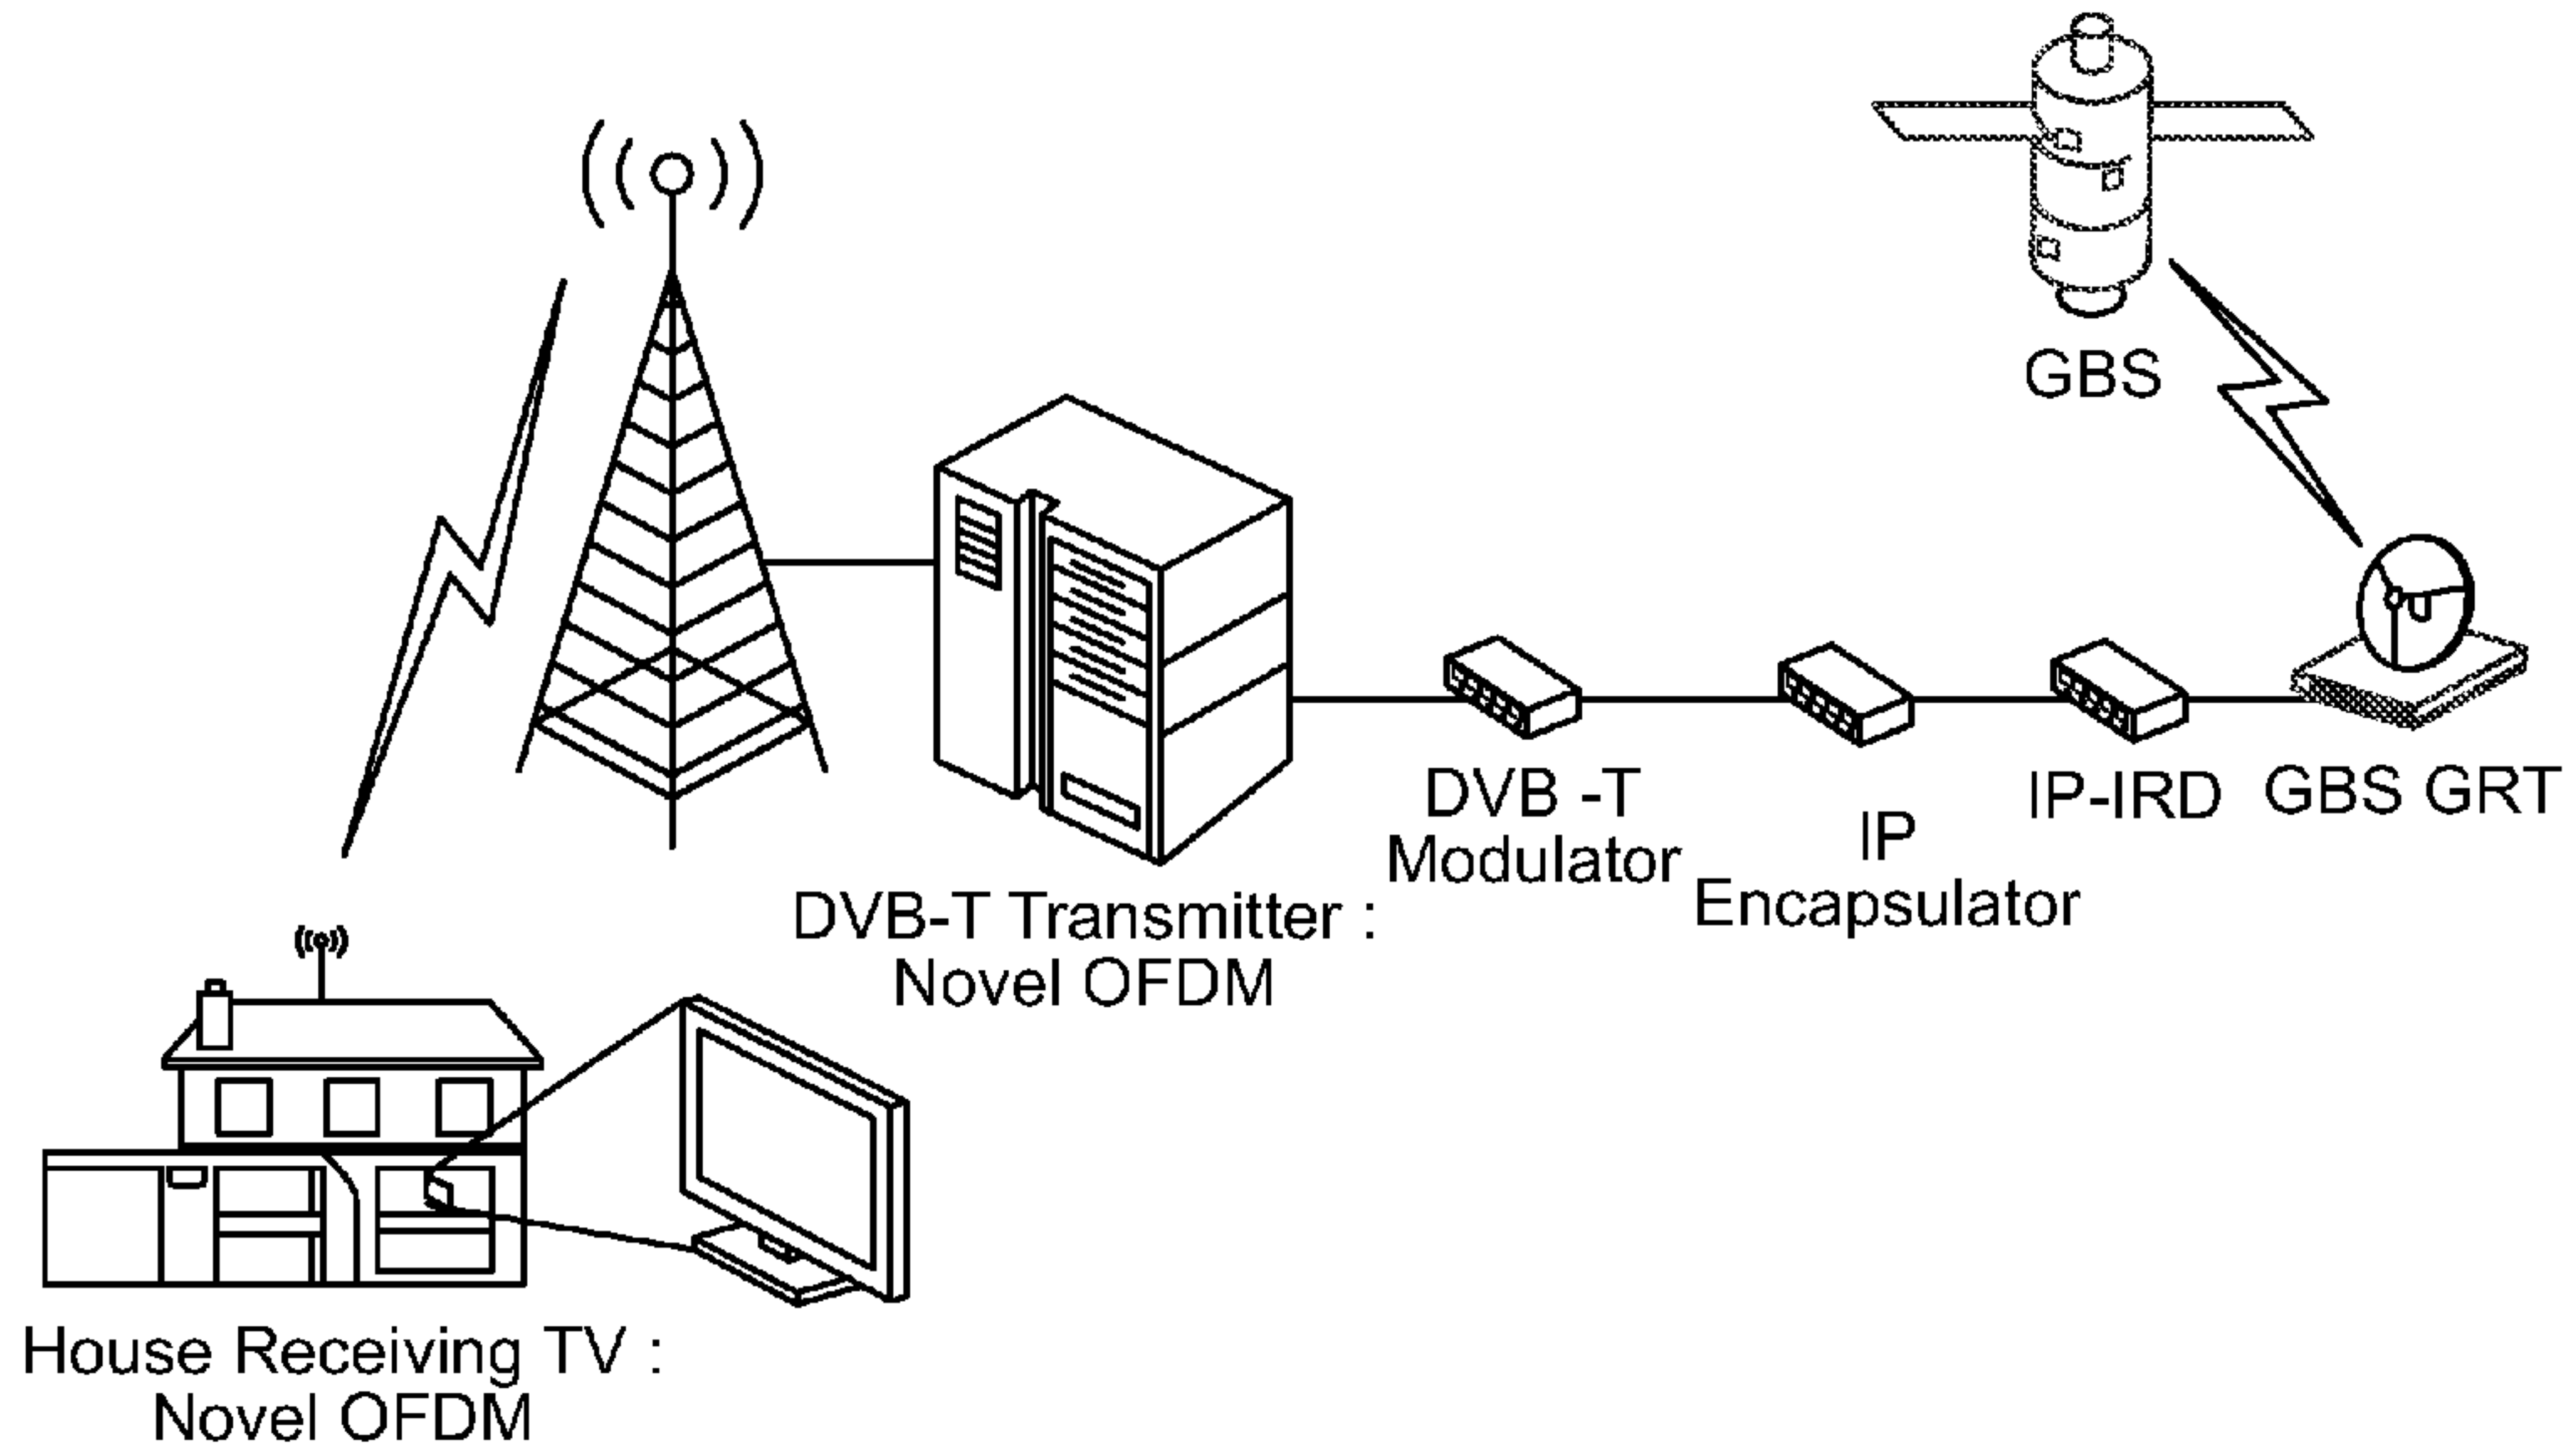 GBS
DVB -T
Modulator
IP
Encapsulator
IP-IRD
GBS GRT
DVB-T Transmitter :
Novel OFDM
House Receiving TV :
Novel OFDM